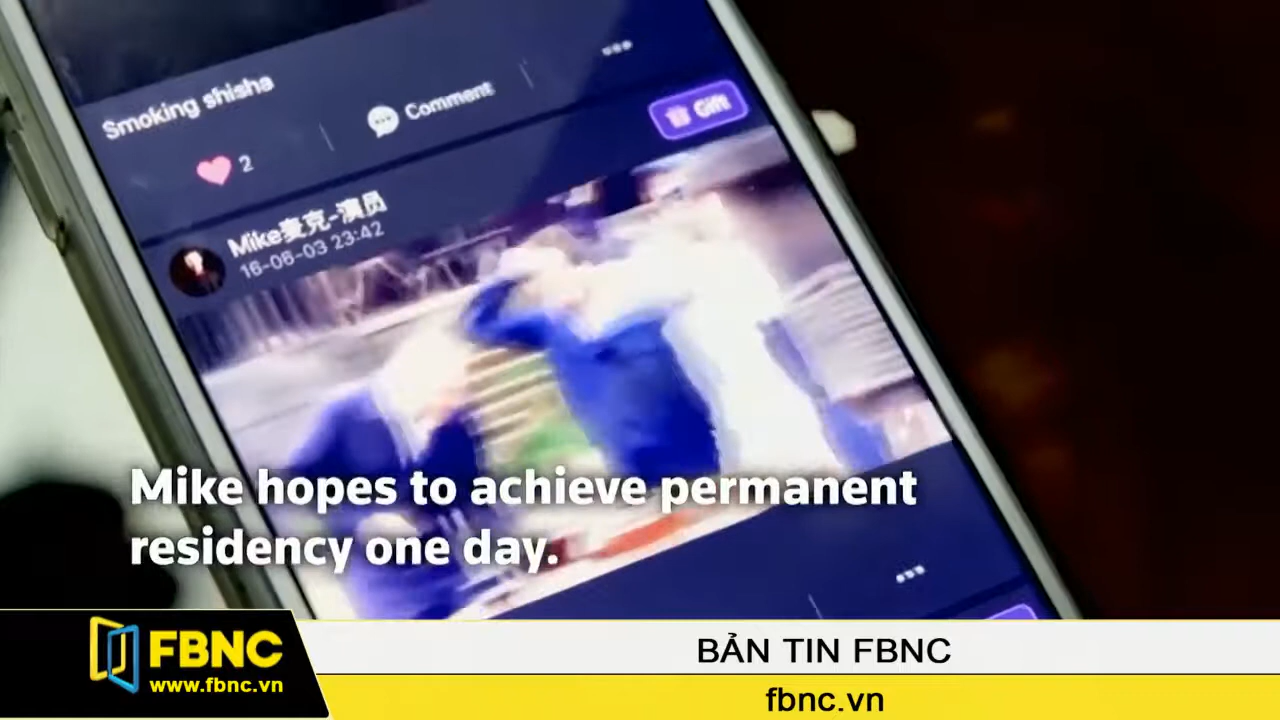 Smoking shisha
2
Comment
Gift
Mike麦克-演员
16-06-03 23:42
Mike hopes to achieve permanent
residency one day.
FBNC
www.fbnc.vn
BẢN TIN FBNC
fbnc.vn